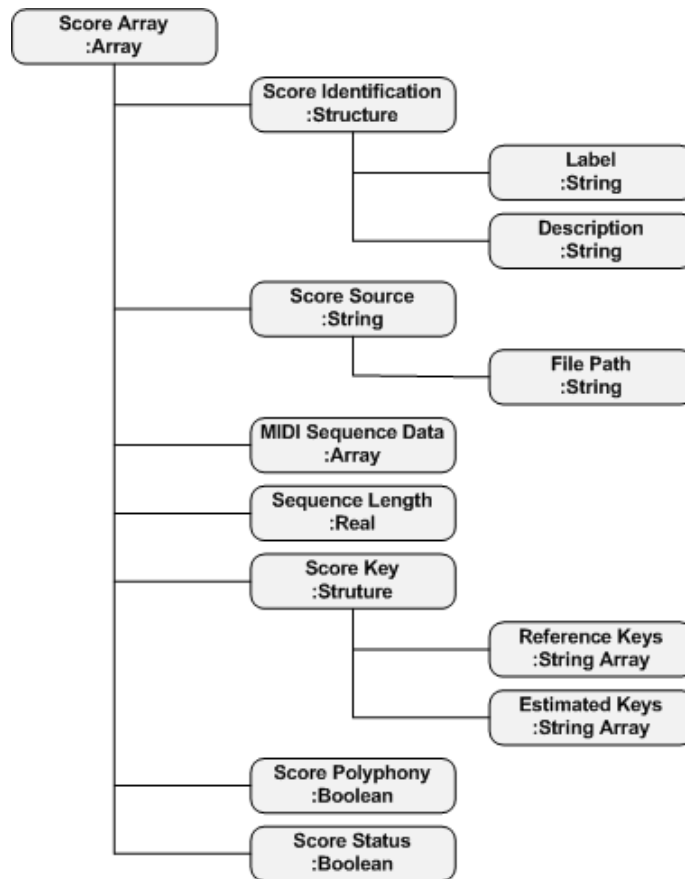 Score Array
:Array
Score Identification
:Structure
Label
:String
Description
:String
Score Source
:String
File Path
:String
MIDI Sequence Data
:Array
Sequence Length
:Real
Score Key
:Struture
Reference Keys
:String Array
Estimated Keys
:String Array
Score Polyphony
:Boolean
Score Status
:Boolean